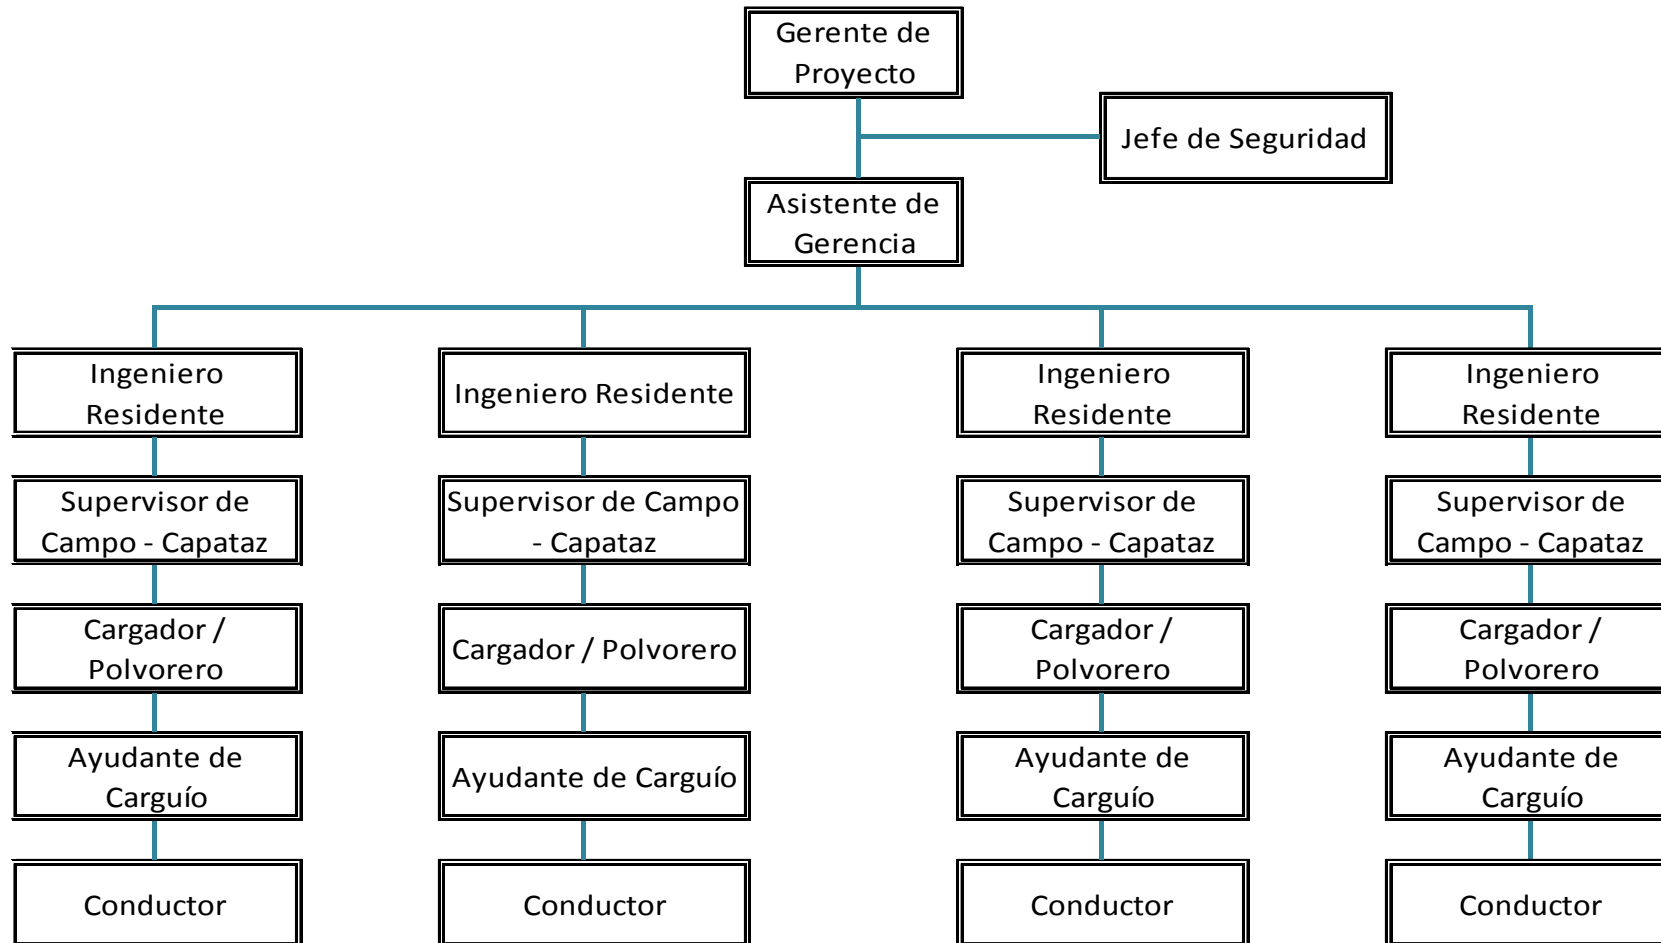 Gerente de
Proyecto
Jefe de Seguridad
Asistente de
Gerencia
Ingeniero
Residente
Ingeniero Residente
Ingeniero
Residente
Ingeniero
Residente
Supervisor de
Campo - Capataz
Supervisor de Campo
- Capataz
Supervisor de
Campo - Capataz
Supervisor de
Campo - Capataz
Cargador /
Polvorero
Cargador / Polvorero
Cargador /
Polvorero
Cargador /
Polvorero
Ayudante de
Carguío
Ayudante de Carguío
Ayudante de
Carguío
Ayudante de
Carguío
Conductor
Conductor
Conductor
Conductor